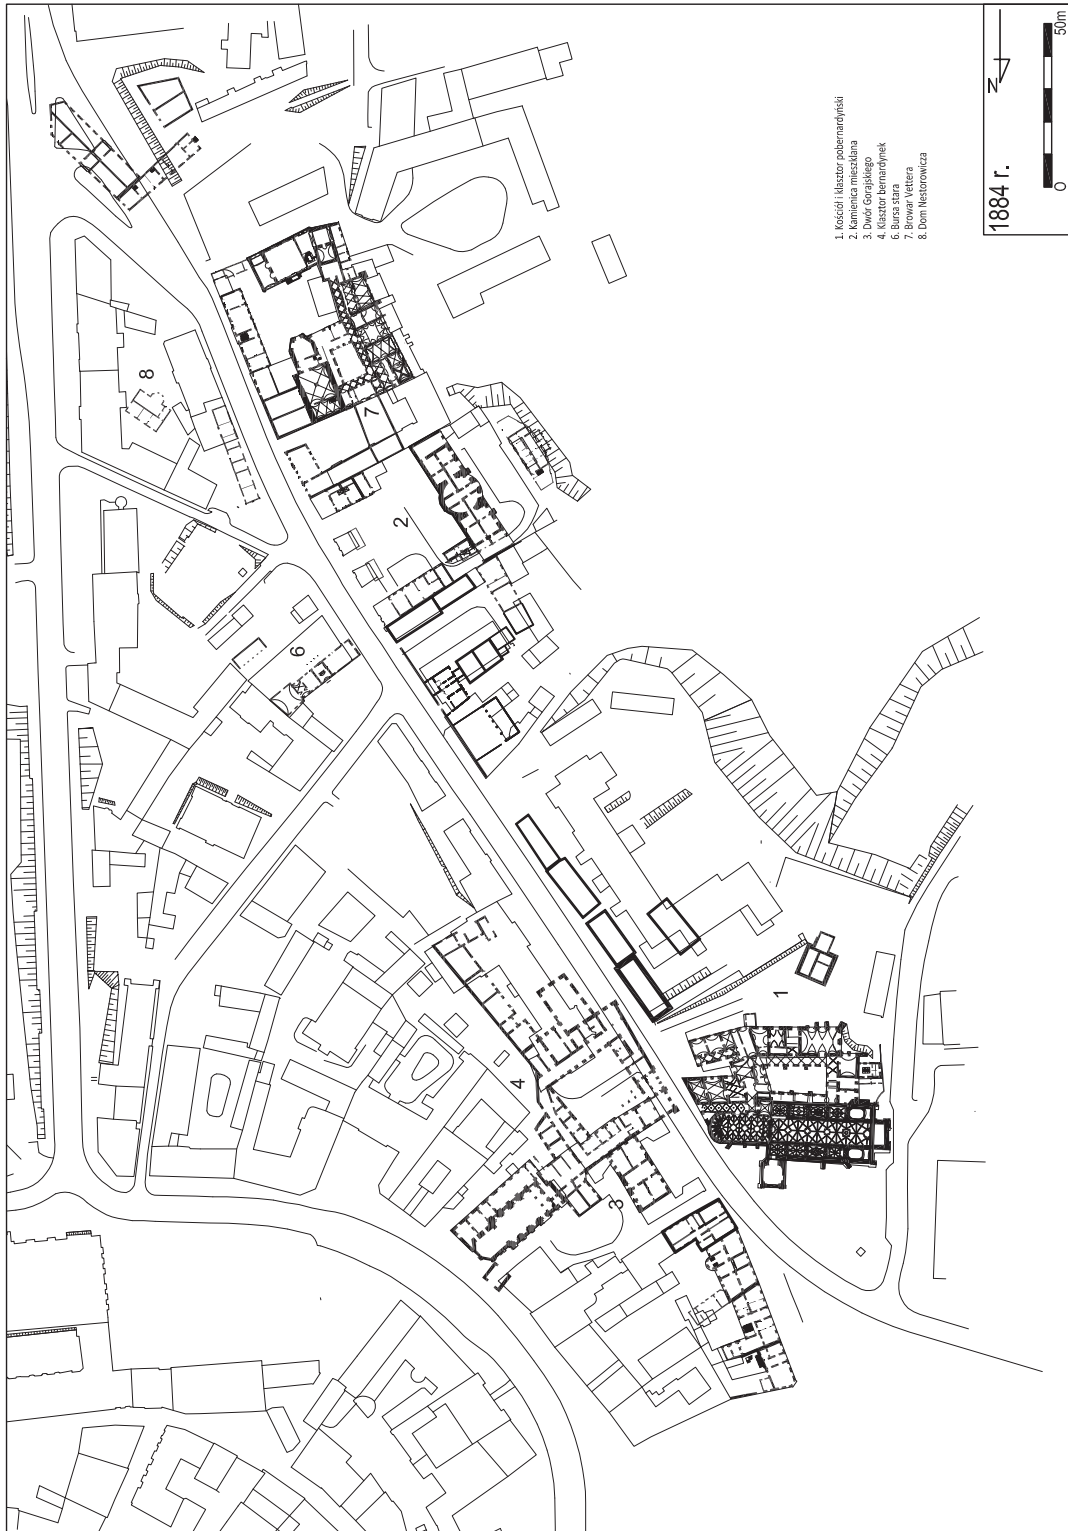 1. Kościół i klasztor pobernardyński
2. Kamienica mieszklana
3. Dwór Gorajskiego
4. Klasztor bernardynek
6. Bursa stara
7. Browar Vettera
8. Dom Nestorowicza
1884 r.
N
0
50m
8
7
2
6
4
3
1